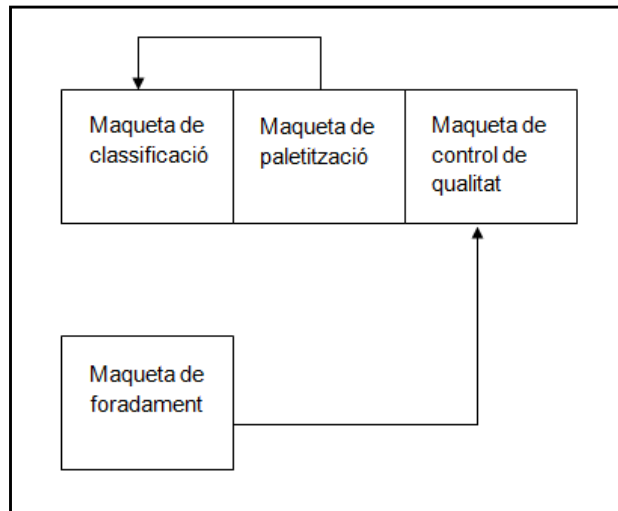 Maqueta de
classificació
Maqueta de
paletització
Maqueta de
control de
qualitat
Maqueta de
foradament